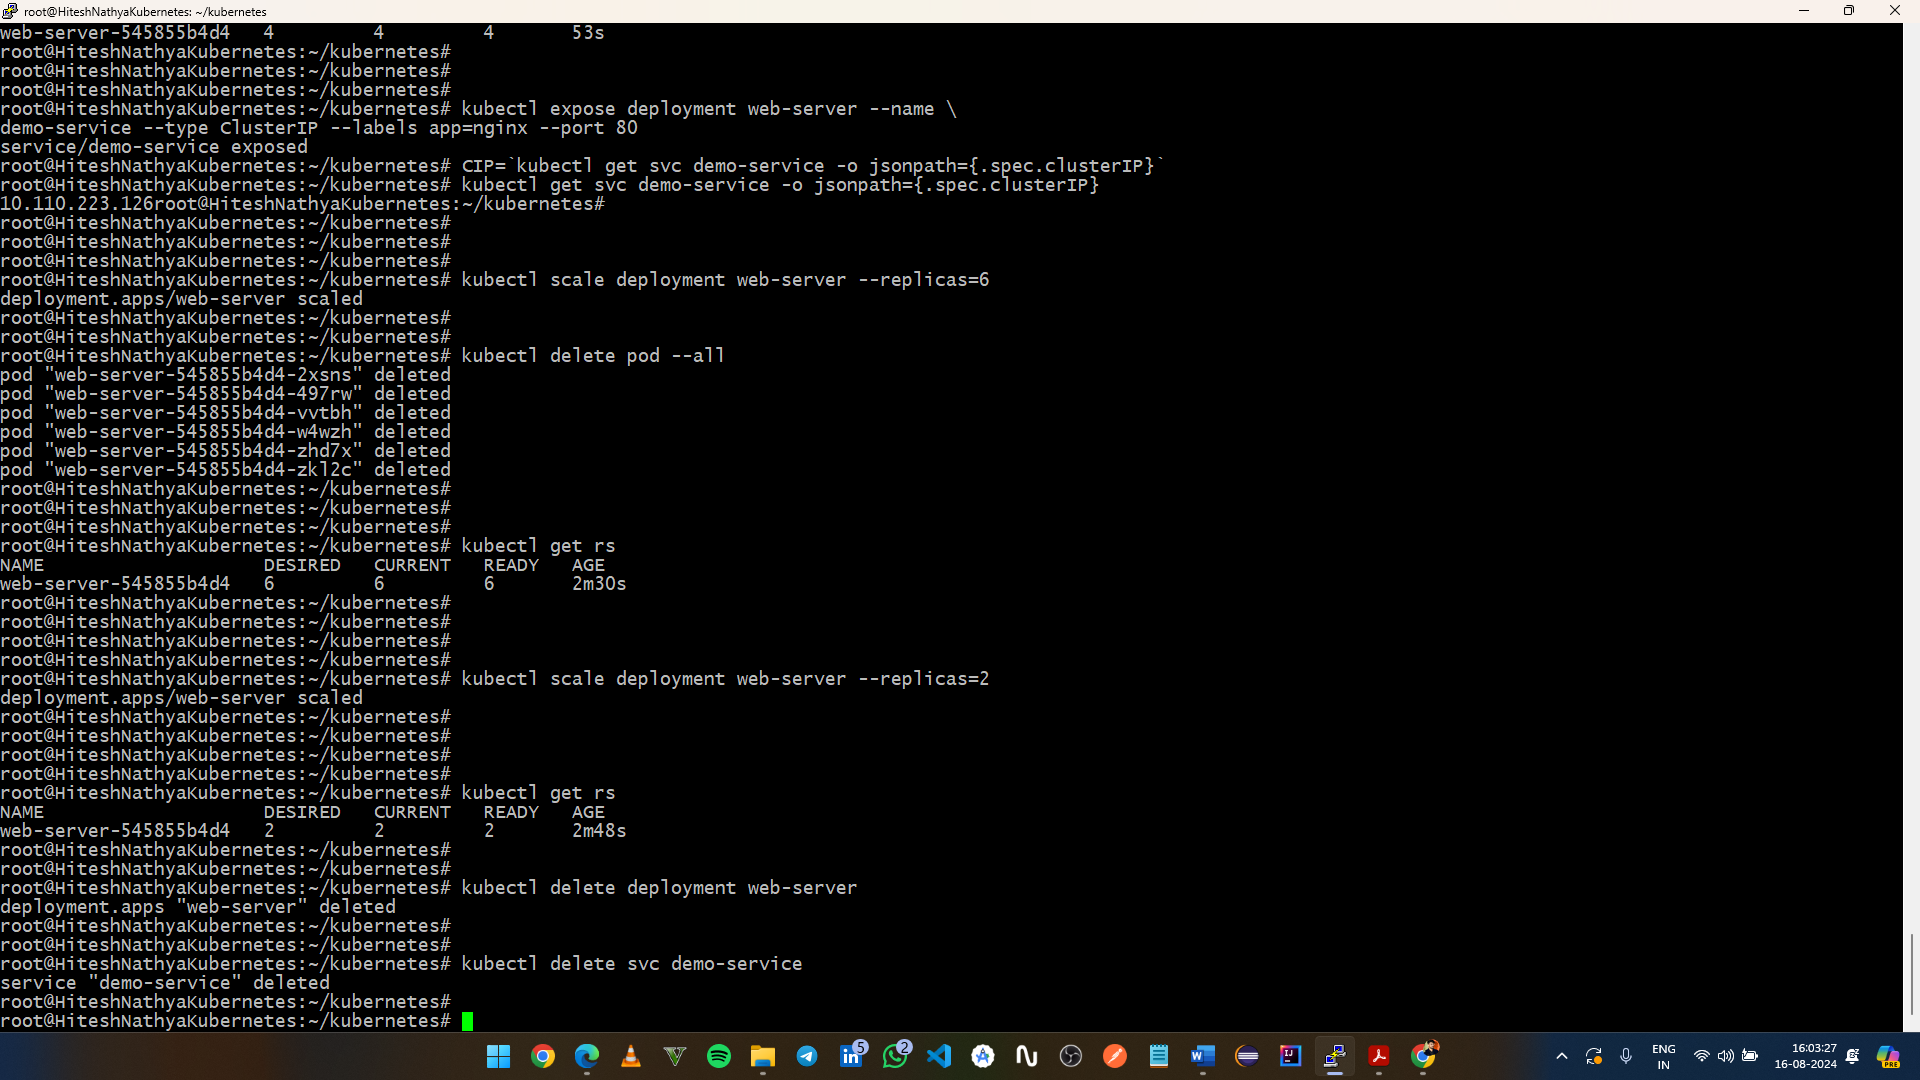 root@HiteshNathyaKubernetes: ~/kubernetes
web-server-545855b4d4   4         4         4       53s
root@HiteshNathyaKubernetes:~/kubernetes#
root@HiteshNathyaKubernetes:~/kubernetes#
root@HiteshNathyaKubernetes:~/kubernetes#
root@HiteshNathyaKubernetes:~/kubernetes# kubectl expose deployment web-server --name \
demo-service --type ClusterIP --labels app=nginx --port 80
service/demo-service exposed
root@HiteshNathyaKubernetes:~/kubernetes# CIP=`kubectl get svc demo-service -o jsonpath={.spec.clusterIP}`
root@HiteshNathyaKubernetes:~/kubernetes# kubectl get svc demo-service -o jsonpath={.spec.clusterIP}
10.110.223.126root@HiteshNathyaKubernetes:~/kubernetes#
root@HiteshNathyaKubernetes:~/kubernetes#
root@HiteshNathyaKubernetes:~/kubernetes#
root@HiteshNathyaKubernetes:~/kubernetes#
root@HiteshNathyaKubernetes:~/kubernetes# kubectl scale deployment web-server --replicas=6
deployment.apps/web-server scaled
root@HiteshNathyaKubernetes:~/kubernetes#
root@HiteshNathyaKubernetes:~/kubernetes#
root@HiteshNathyaKubernetes:~/kubernetes# kubectl delete pod --all
pod "web-server-545855b4d4-2xsns" deleted
pod "web-server-545855b4d4-497rw" deleted
pod "web-server-545855b4d4-vvtbh" deleted
pod "web-server-545855b4d4-w4wzh" deleted
pod "web-server-545855b4d4-zhd7x" deleted
pod "web-server-545855b4d4-zkl2c" deleted
root@HiteshNathyaKubernetes:~/kubernetes#
root@HiteshNathyaKubernetes:~/kubernetes#
root@HiteshNathyaKubernetes:~/kubernetes#
root@HiteshNathyaKubernetes:~/kubernetes# kubectl get rs
NAME                    DESIRED   CURRENT   READY   AGE
web-server-545855b4d4   6         6         6       2m30s
root@HiteshNathyaKubernetes:~/kubernetes#
root@HiteshNathyaKubernetes:~/kubernetes#
root@HiteshNathyaKubernetes:~/kubernetes#
root@HiteshNathyaKubernetes:~/kubernetes#
root@HiteshNathyaKubernetes:~/kubernetes# kubectl scale deployment web-server --replicas=2
deployment.apps/web-server scaled
root@HiteshNathyaKubernetes:~/kubernetes#
root@HiteshNathyaKubernetes:~/kubernetes#
root@HiteshNathyaKubernetes:~/kubernetes#
root@HiteshNathyaKubernetes:~/kubernetes#
root@HiteshNathyaKubernetes:~/kubernetes# kubectl get rs
NAME                    DESIRED   CURRENT   READY   AGE
web-server-545855b4d4   2         2         2       2m48s
root@HiteshNathyaKubernetes:~/kubernetes#
root@HiteshNathyaKubernetes:~/kubernetes#
root@HiteshNathyaKubernetes:~/kubernetes# kubectl delete deployment web-server
deployment.apps "web-server" deleted
root@HiteshNathyaKubernetes:~/kubernetes#
root@HiteshNathyaKubernetes:~/kubernetes#
root@HiteshNathyaKubernetes:~/kubernetes# kubectl delete svc demo-service
service "demo-service" deleted
root@HiteshNathyaKubernetes:~/kubernetes#
root@HiteshNathyaKubernetes:~/kubernetes#
5
2
ENG
IN
16:03:27
16-08-2024
PRE